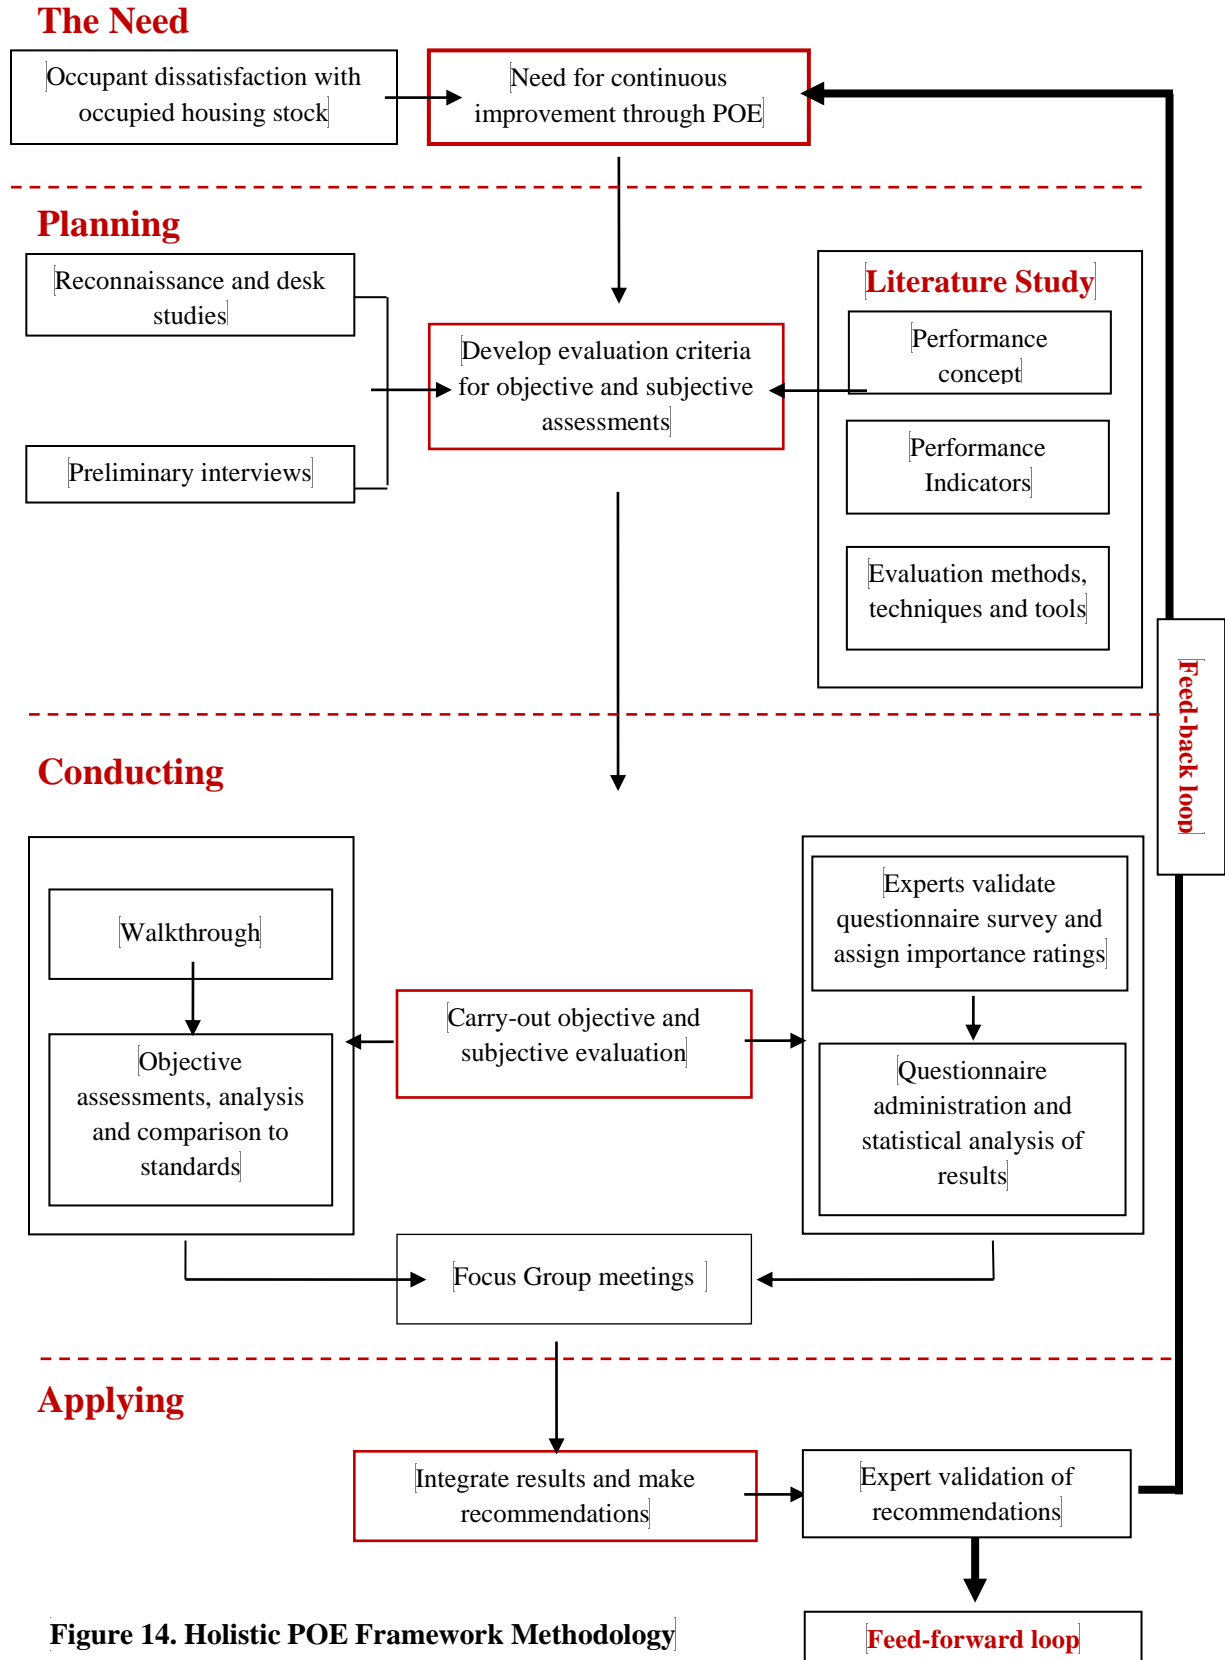 The Need
Occupant dissatisfaction with
occupied housing stock
Need for continuous
improvement through POE
Planning
Reconnaissance and desk
studies
Preliminary interviews
Develop evaluation criteria
for objective and subjective
assessments
Literature Study
Performance
concept
Performance
Indicators
Evaluation methods,
techniques and tools
Feed-back loop
Conducting
Walkthrough
Objective
assessments, analysis
and comparison to
standards
Carry-out objective and
subjective evaluation
Experts validate
questionnaire survey and
assign importance ratings
Questionnaire
administration and
statistical analysis of
results
Focus Group meetings
Applying
Integrate results and make
recommendations
Expert validation of
recommendations
Figure 14. Holistic POE Framework Methodology
Feed-forward loop